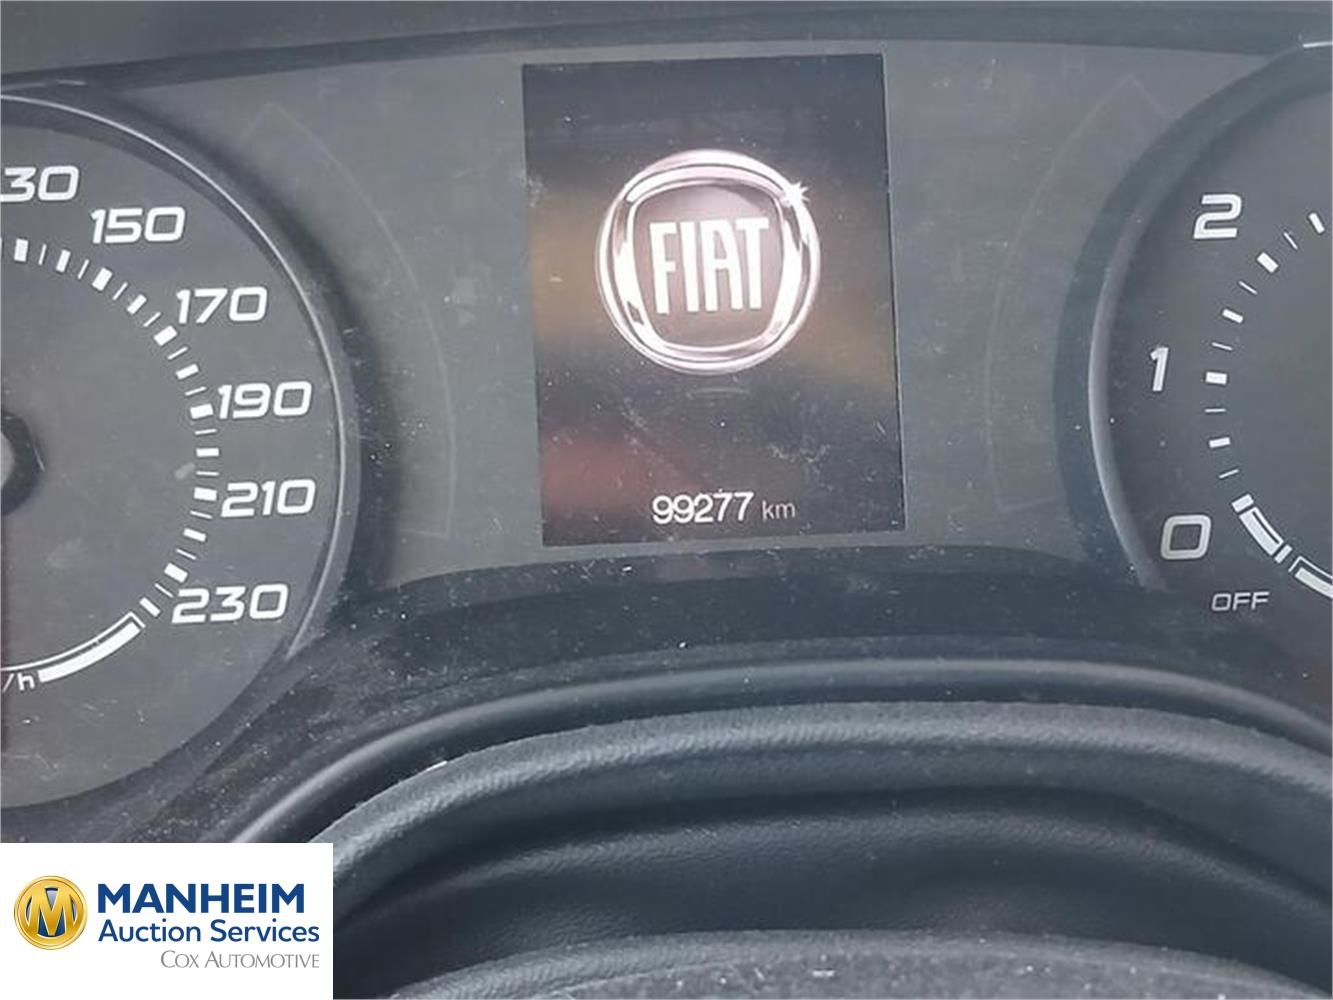 F
H
30
150
170
190
210
230
/h
FIAT
99277 km
2
1
0
OFF
MANHEIM
Auction Services
COX AUTOMOTIVE